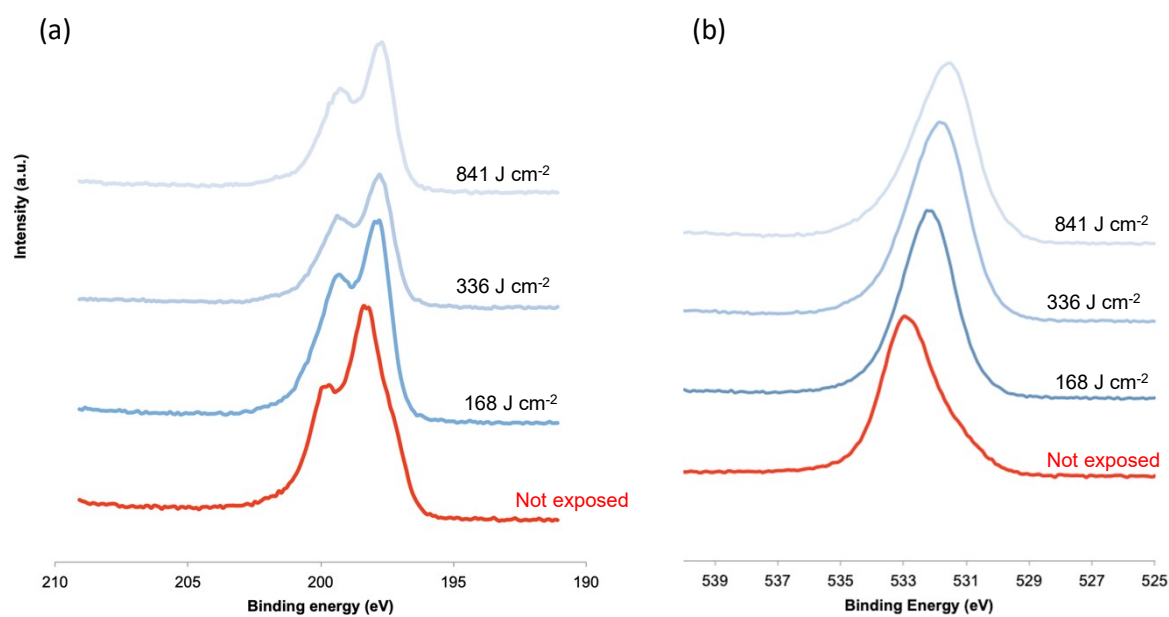 (a)
Intensity (a.u.)
841 J cm-2
336 J cm-2
168 J cm-2
Not exposed
210 205 200 195 190
Binding energy (eV)
(b)
841 J cm-2
336 J cm-2
168 J cm-2
Not exposed
539 537 535 533 531 529 527 525
Binding Energy (eV)